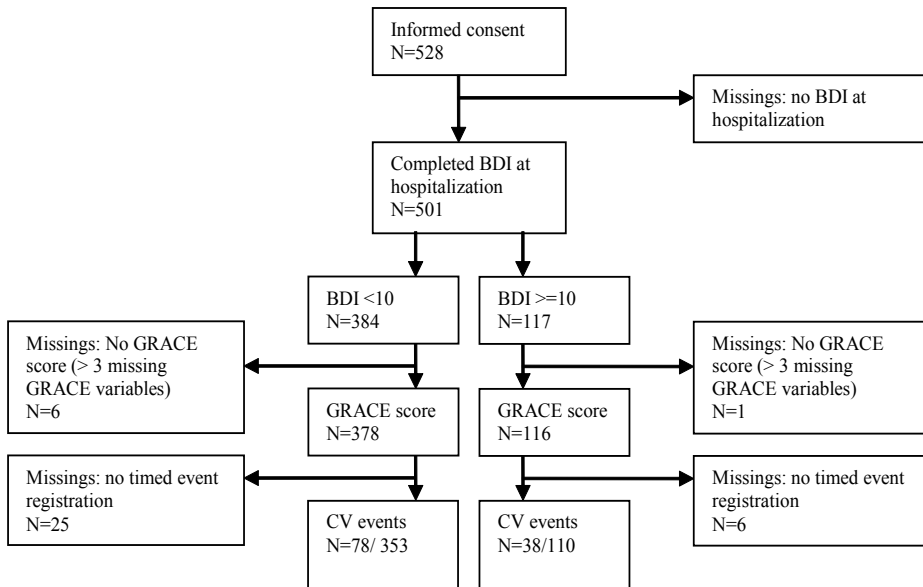 Informed consent
N=528
Missings: no BDI at
hospitalization
Completed BDI at
hospitalization
N=501
BDI <10
N=384
BDI >=10
N=117
Missings: No GRACE
score (> 3 missing
GRACE variables)
N=6
Missings: No GRACE
score (> 3 missing
GRACE variables)
N=1
GRACE score
N=378
GRACE score
N=116
Missings: no timed event
registration
N=25
Missings: no timed event
registration
N=6
CV events
N=78/ 353
CV events
N=38/110